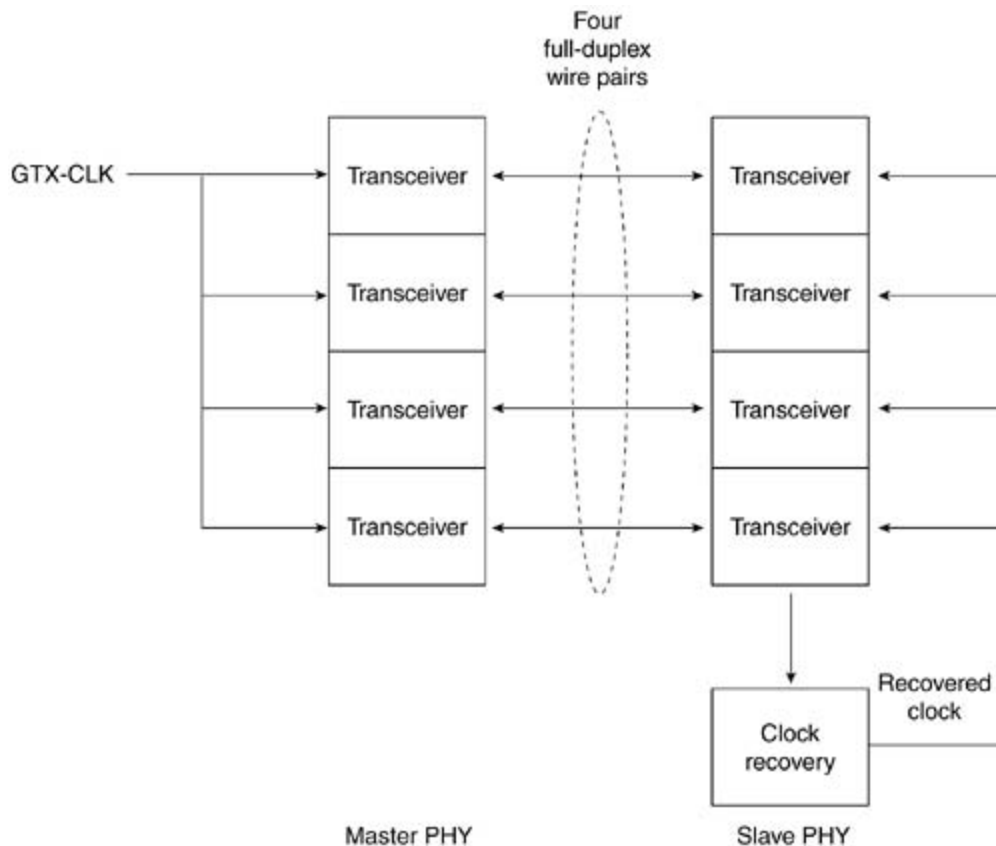 Four
full-duplex
wire pairs
GTX-CLK
Transceiver
Transceiver
Transceiver
Transceiver
Transceiver
Transceiver
Transceiver
Transceiver
Recovered
clock
Clock
recovery
Master PHY
Slave PHY